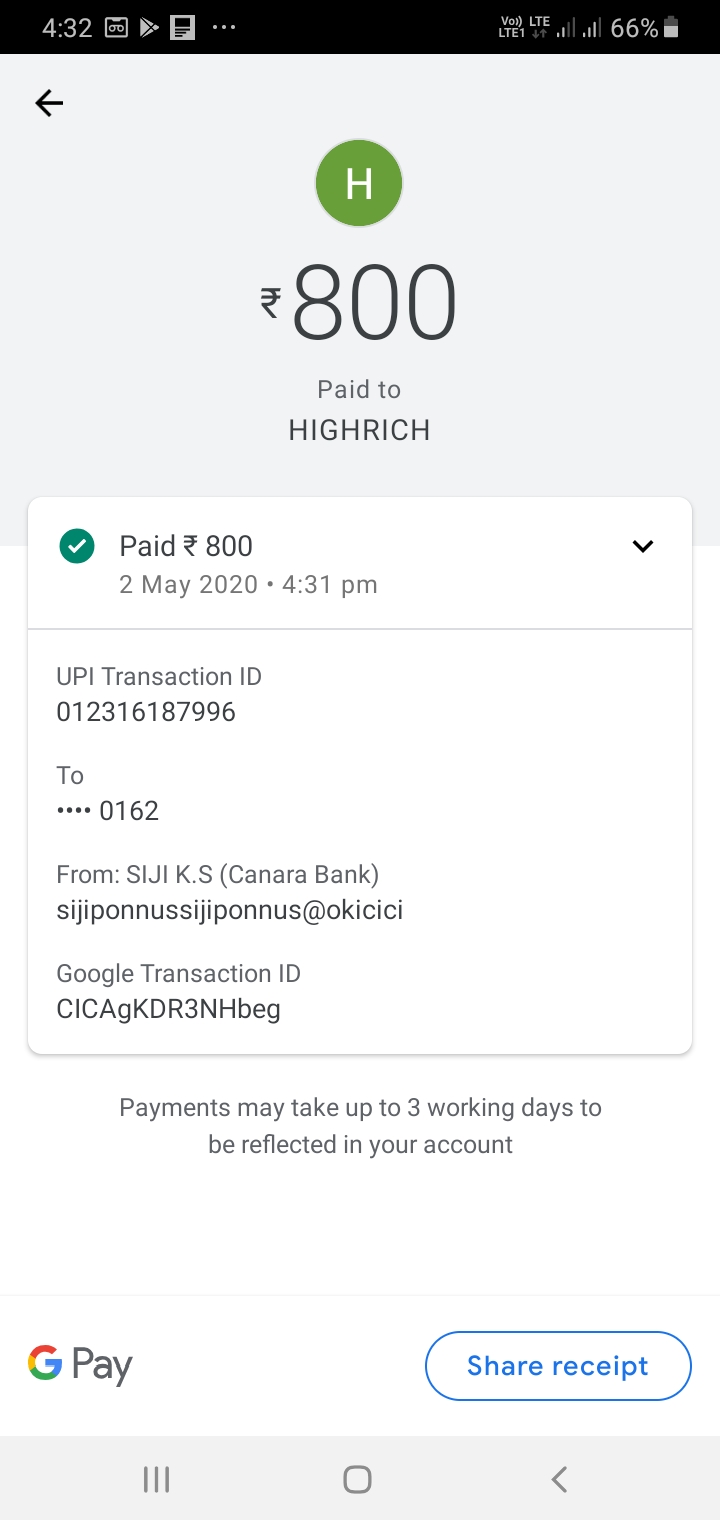 4:32 ... Vo)) LTE LTE1 66%
H
₹800
Paid to
HIGHRICH
Paid ₹ 800
2 May 2020 • 4:31 pm
UPI Transaction ID
012316187996
To
•••• 0162
From: SIJI K.S (Canara Bank)
sijiponnussijiponnus@okicici
Google Transaction ID
CICAgKDR3NHbeg
Payments may take up to 3 working days to
be reflected in your account
G Pay
Share receipt